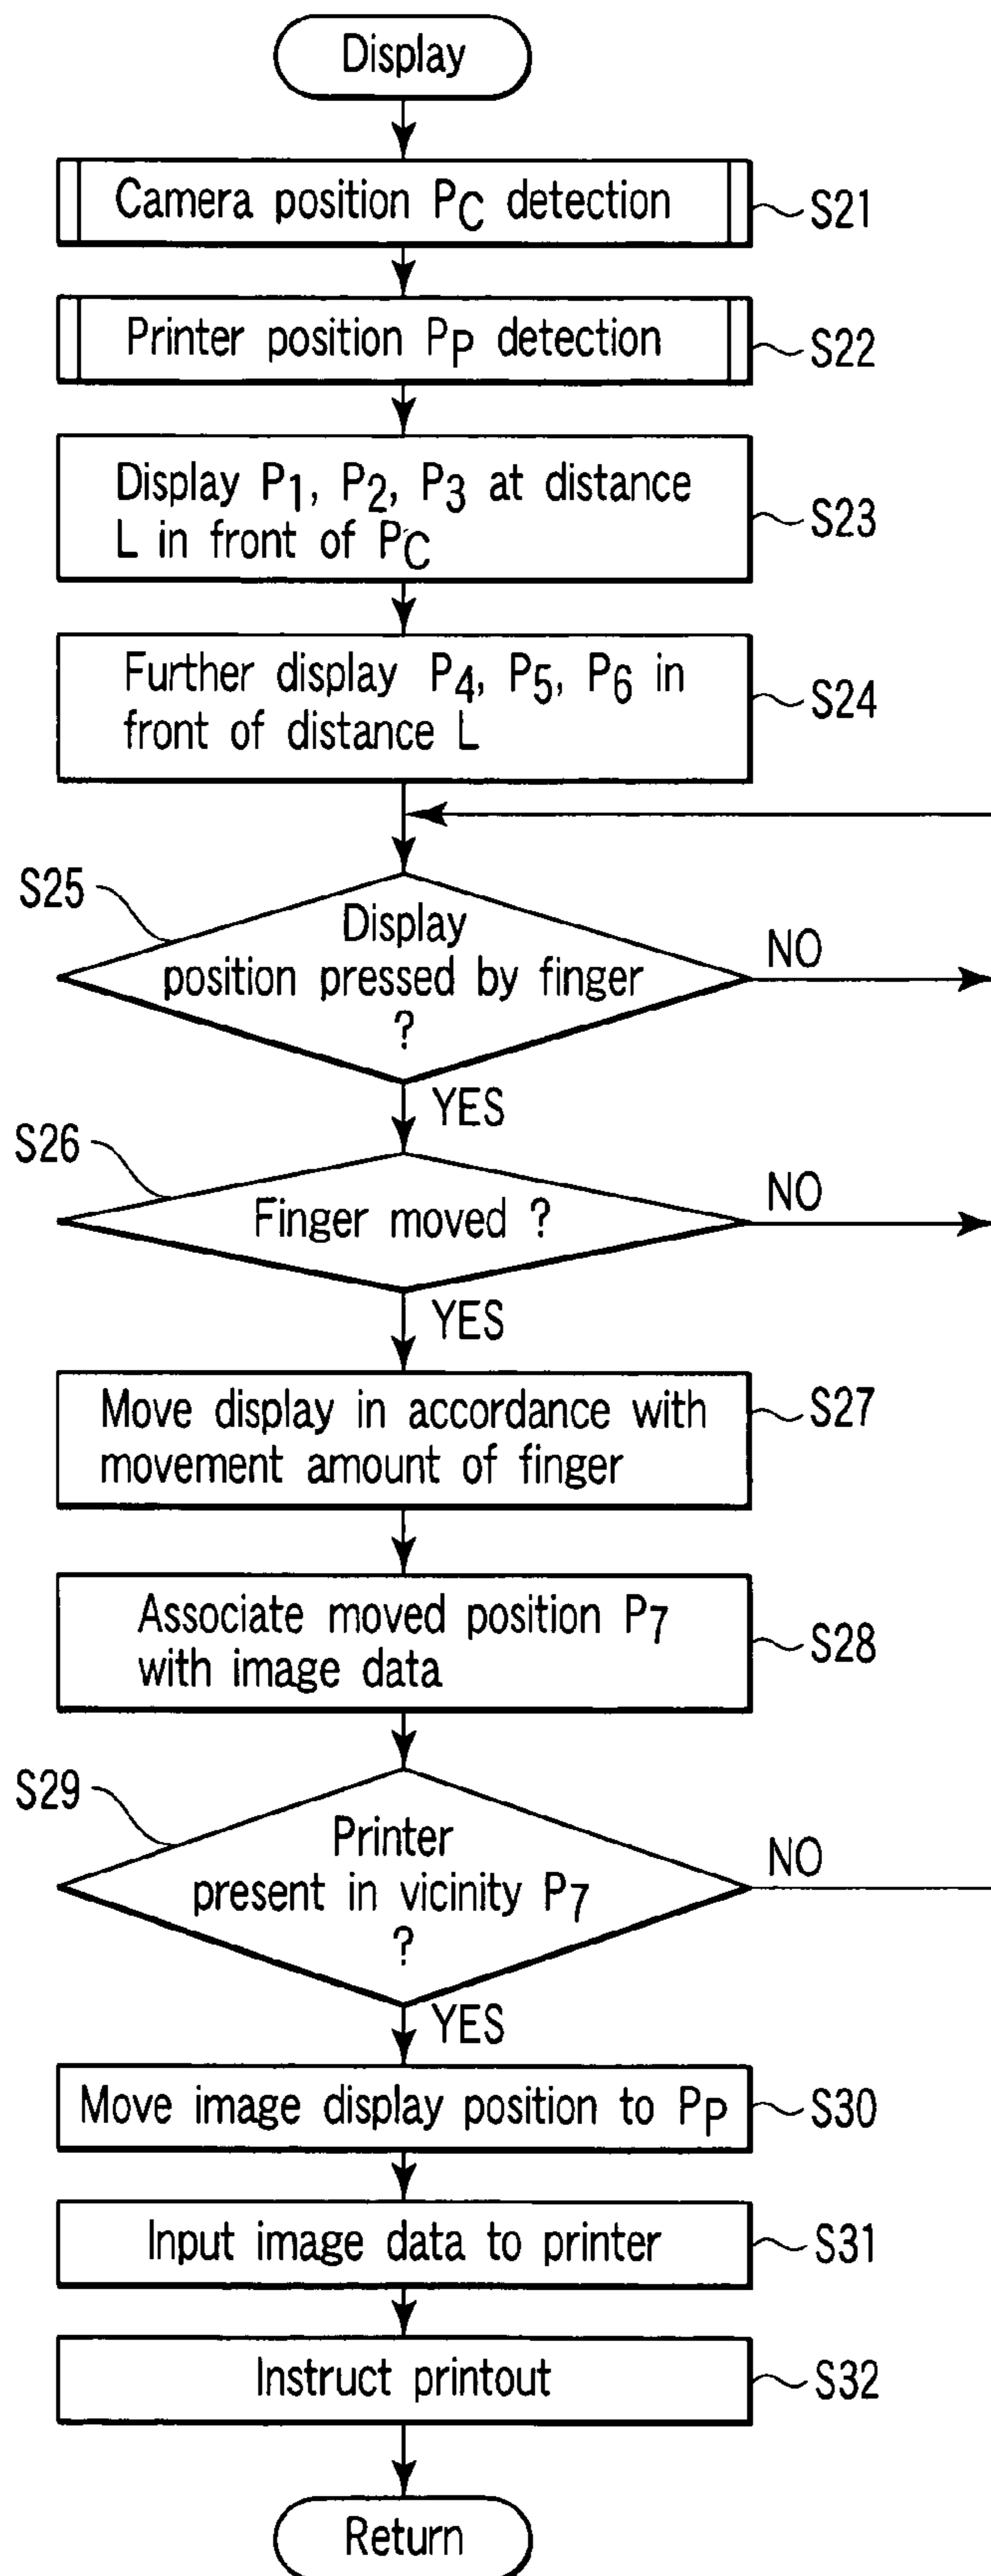 Display
Camera position PC detection
S21
Printer position PP detection
S22
Display P1, P2, P3 at distance
L in front of PC
S23
Further display P4, P5, P6 in
front of distance L
S24
S25
Display
position pressed by finger
?
NO
YES
S26
Finger moved ?
NO
YES
Move display in accordance with
movement amount of finger
S27
Associate moved position P7
with image data
S28
S29
Printer
present in vicinity P7
?
NO
YES
Move image display position to PP
S30
Input image data to printer
S31
Instruct printout
S32
Return